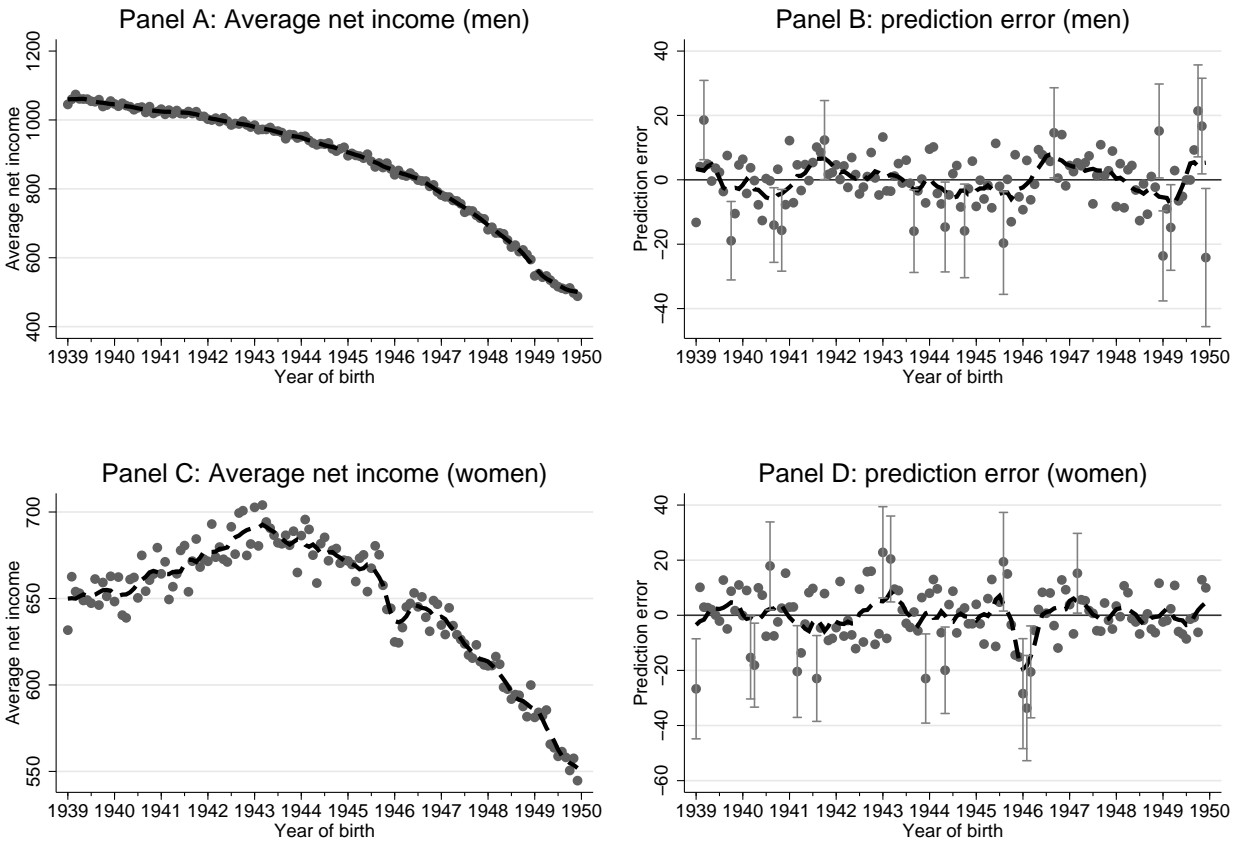 Panel A: Average net income (men)
Average net income
1200
1000
800
600
400
1939 1940 1941 1942 1943 1944 1945 1946 1947 1948 1949 1950
Year of birth
Panel B: prediction error (men)
Prediction error
40
20
0
−20
−40
1939 1940 1941 1942 1943 1944 1945 1946 1947 1948 1949 1950
Year of birth
Panel C: Average net income (women)
Average net income
700
650
600
550
1939 1940 1941 1942 1943 1944 1945 1946 1947 1948 1949 1950
Year of birth
Panel D: prediction error (women)
Prediction error
40
20
0
−20
−40
−60
1939 1940 1941 1942 1943 1944 1945 1946 1947 1948 1949 1950
Year of birth